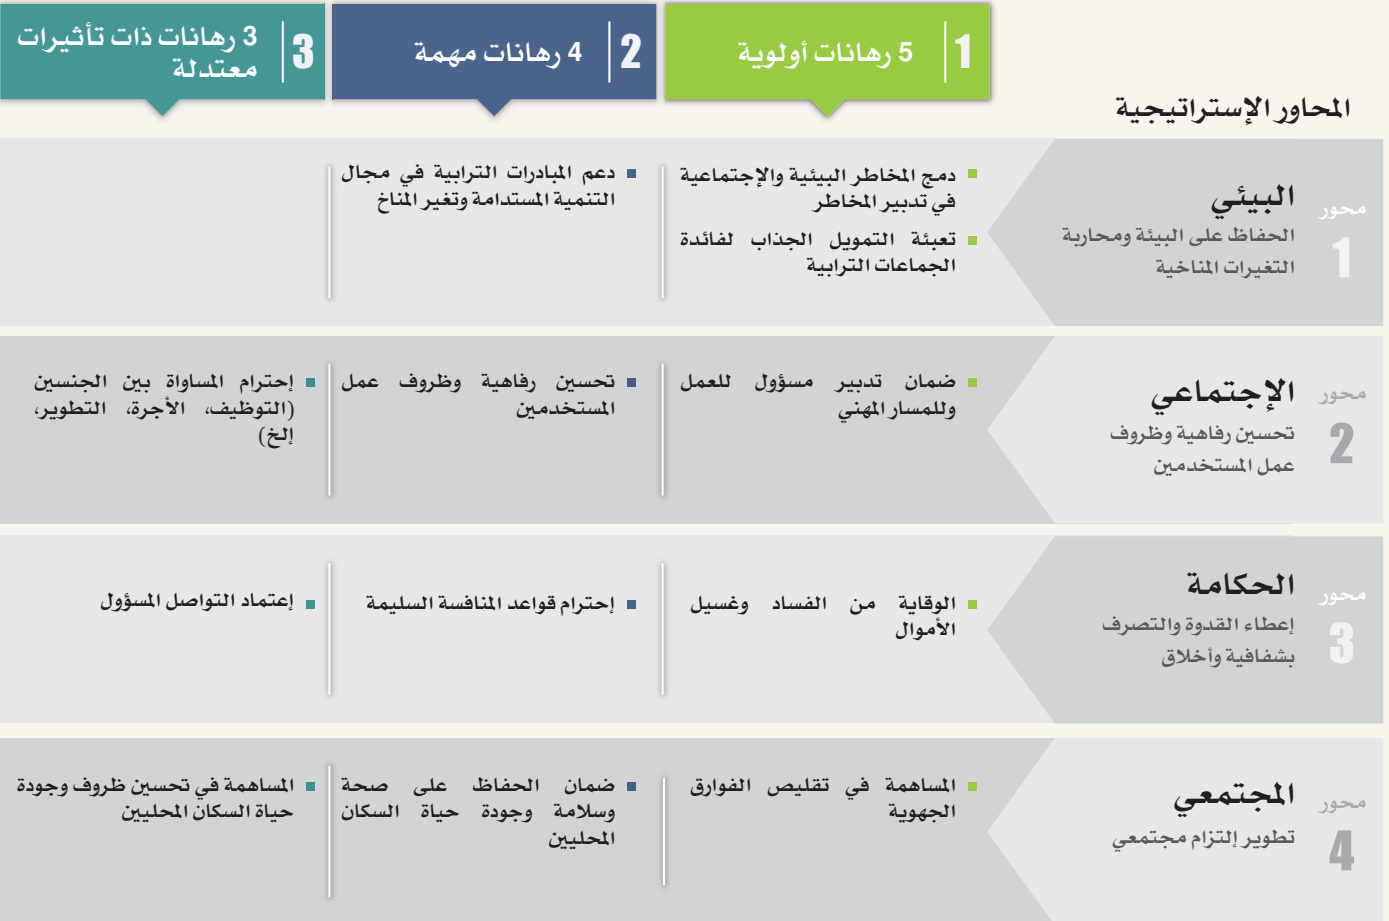 المحاور الإستراتيجية
1
5 رهانات أولوية
2
4 رهانات مهمة
3
3 رهانات ذات تأثيرات
معتدلة
محور
1
البيئي
الحفاظ على البيئة ومحاربة
التغيرات المناخية
دمج المخاطر البيئية والإجتماعية
في تدبير المخاطر
تعبئة التمويل الجذاب لفائدة
الجماعات الترابية
دعم المبادرات الترابية في مجال
التنمية المستدامة وتغير المناخ
محور
2
الإجتماعي
تحسين رفاهية وظروف
عمل المستخدمين
ضمان تدبير مسؤول للعمل
وللمسار المهني
تحسين رفاهية وظروف عمل
المستخدمين
إحترام المساواة بين الجنسين
(التوظيف، الأجرة، التطوير،
إلخ)
محور
3
الحكامة
إعطاء القدوة والتصرف
بشفافية وأخلاق
الوقاية من الفساد وغسيل
الأموال
إحترام قواعد المنافسة السليمة
إعتماد التواصل المسؤول
محور
4
المجتمعي
تطوير إلتزام مجتمعي
المساهمة في تقليص الفوارق
الجهوية
ضمان الحفاظ على صحة
وسلامة وجودة حياة السكان
المحليين
المساهمة في تحسين ظروف وجودة
حياة السكان المحليين